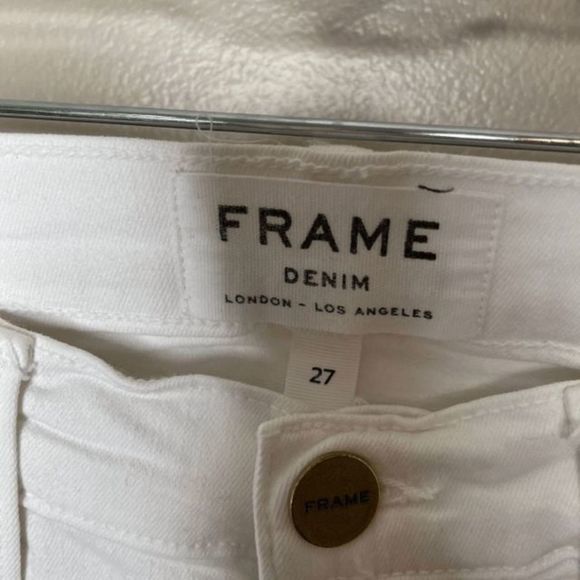 FRAME
DENIM
LONDON - LOS ANGELES
27
FRAME